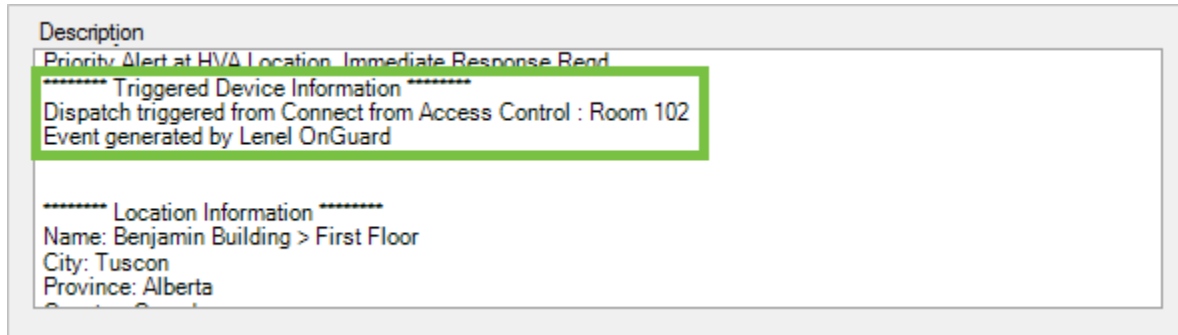 Description
Priority Alert at HVA Location, Immediate Response Reqd
******** Triggered Device Information ********
Dispatch triggered from Connect from Access Control : Room 102
Event generated by Lenel OnGuard
******** Location Information ********
Name: Benjamin Building > First Floor
City: Tuscon
Province: Alberta